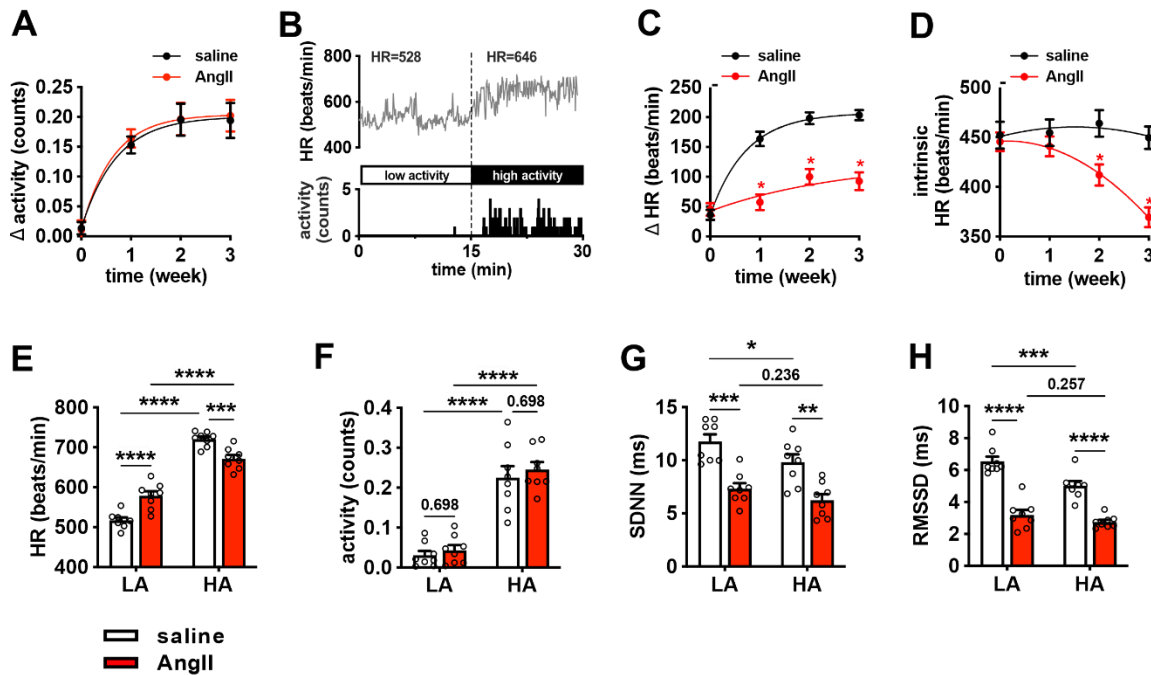 A
saline
AngII
Δ activity (counts)
0.25
0.20
0.15
0.10
0.05
0.00
0 1 2 3
time (week)
B
HR=528 HR=646
HR (beats/min)
800
600
400
low activity high activity
activity
(counts)
5
0
0 15 30
time (min)
C
saline
AngII
Δ HR (beats/min)
250
200
150
100
50
0
* * *
0 1 2 3
time (week)
D
saline
AngII
intrinsic
HR (beats/min)
450
350
* *
0 1 2 3
time (week)
E
****
****
***
****
HR (beats/min)
800
700
600
500
400
LA HA
F
****
****
0.698
0.698
activity (counts)
0.4
0.3
0.2
0.1
0.0
LA HA
G
*
0.236
***
**
SDNN (ms)
15
10
5
0
LA HA
H
***
0.257
****
****
RMSSD (ms)
10
8
6
4
2
0
LA HA
saline
AngII